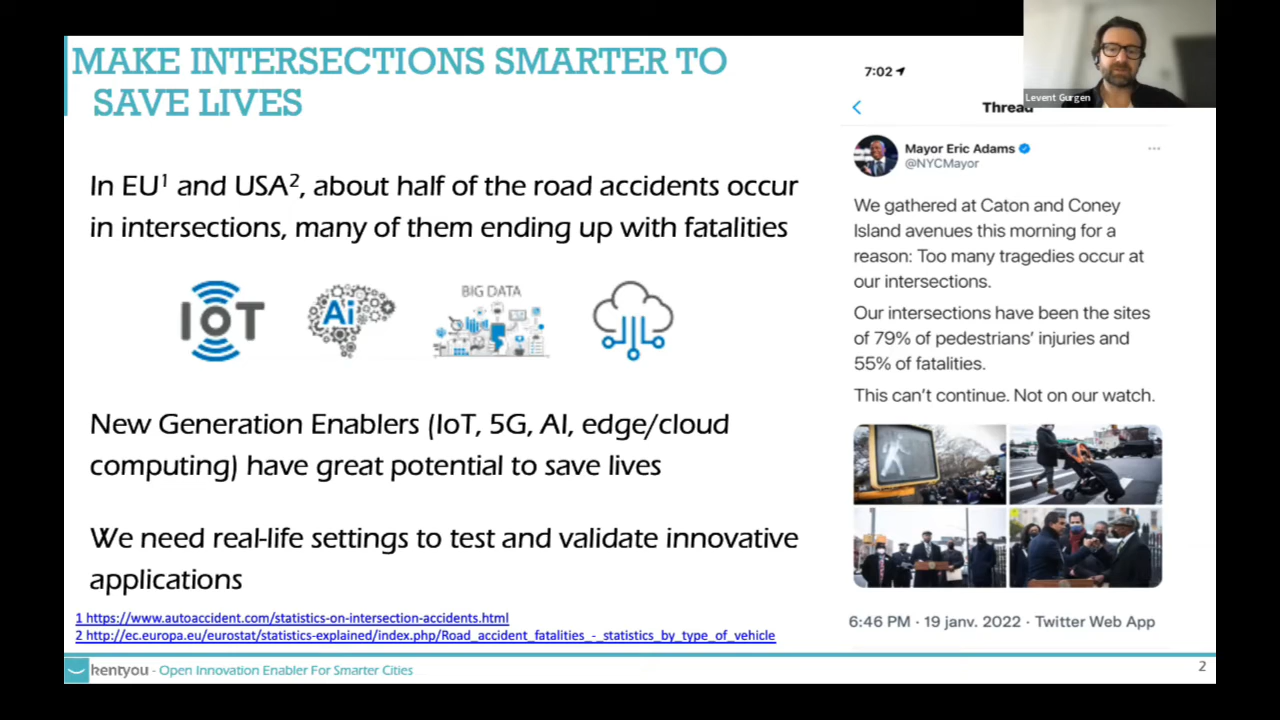 MAKE INTERSECTIONS SMARTER TO
SAVE LIVES
In EU1 and USA2, about half of the road accidents occur
in intersections, many of them ending up with fatalities
IoT
Ai
BIG DATA
New Generation Enablers (IoT, 5G, AI, edge/cloud
computing) have great potential to save lives
We need real-life settings to test and validate innovative
applications
1 https://www.autoaccident.com/statistics-on-intersection-accidents.html
2 http://ec.europa.eu/eurostat/statistics-explained/index.php/Road_accident_fatalities_-_statistics_by_type_of_vehicle
kentyou - Open Innovation Enabler For Smarter Cities
2
Levent Gurgen
7:02
Thread
Mayor Eric Adams
@NYCMayor
We gathered at Caton and Coney
Island avenues this morning for a
reason: Too many tragedies occur at
our intersections.
Our intersections have been the sites
of 79% of pedestrians' injuries and
55% of fatalities.
This can't continue. Not on our watch.
6:46 PM · 19 janv. 2022 · Twitter Web App